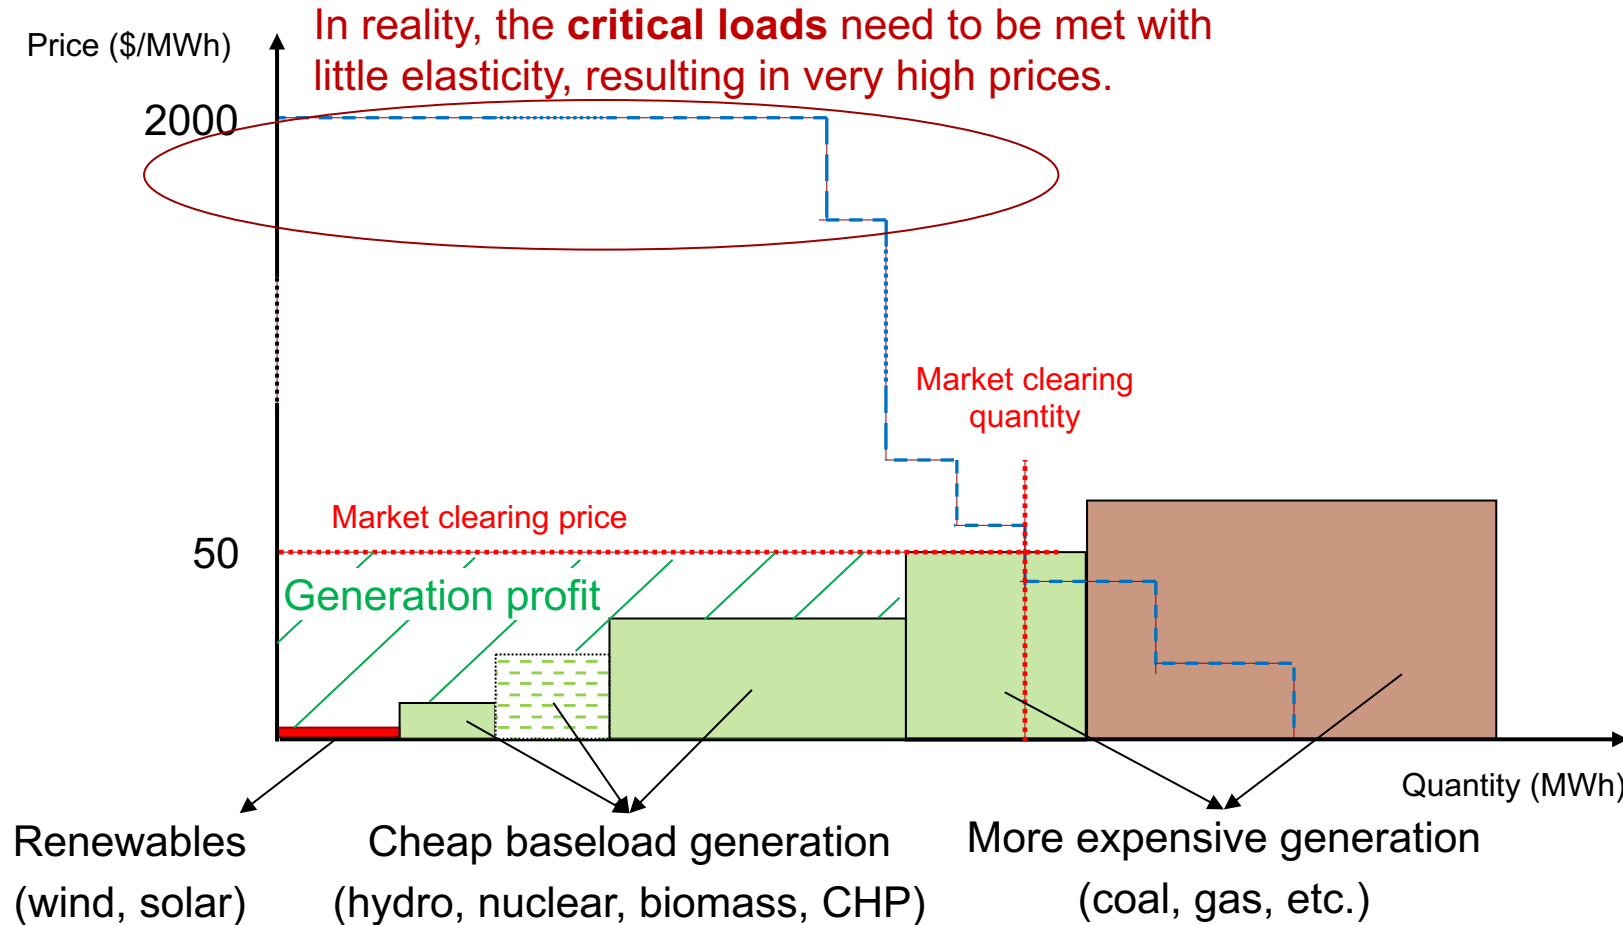 In reality, the critical loads need to be met with
little elasticity, resulting in very high prices.
Price ($/MWh)
2000
Market clearing
quantity
Market clearing price
50
Generation profit
Quantity (MWh)
Renewables
(wind, solar)
Cheap baseload generation
(hydro, nuclear, biomass, CHP)
More expensive generation
(coal, gas, etc.)